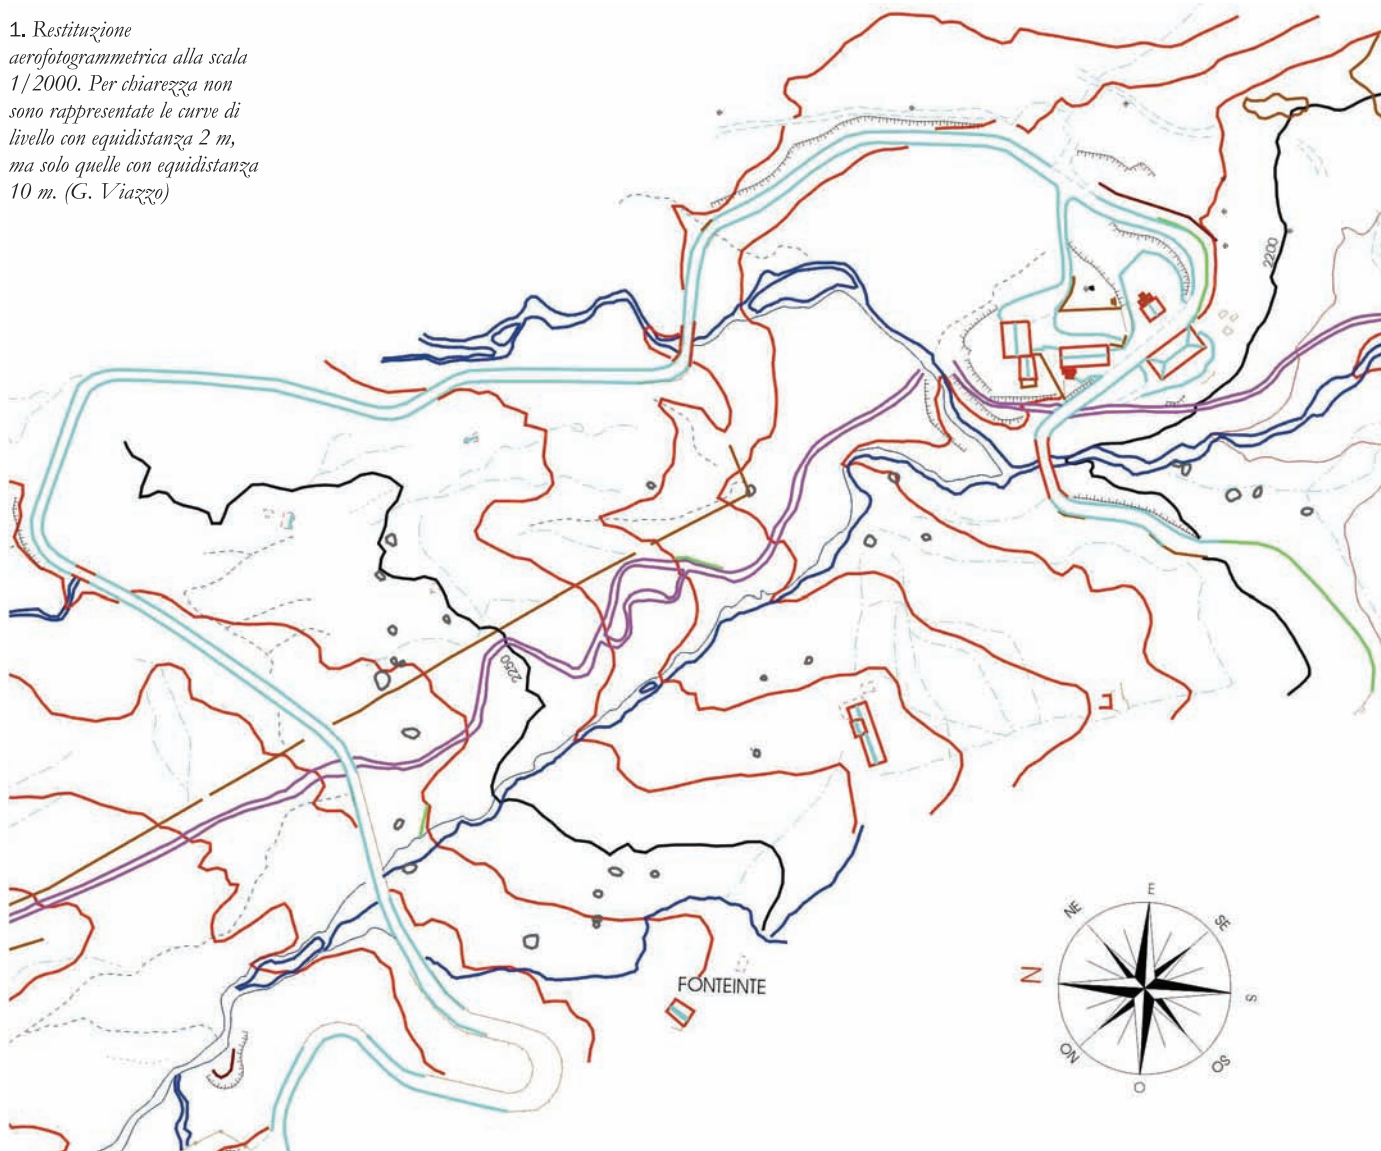 1. Restituzione
aerofotogrammetrica alla scala
1/2000. Per chiarezza non
sono rappresentate le curve di
livello con equidistanza 2 m,
ma solo quelle con equidistanza
10 m. (G. Viazzo)
2200
2250
FONTEINTE
E
NE
SE
N
S
NO
SO
O